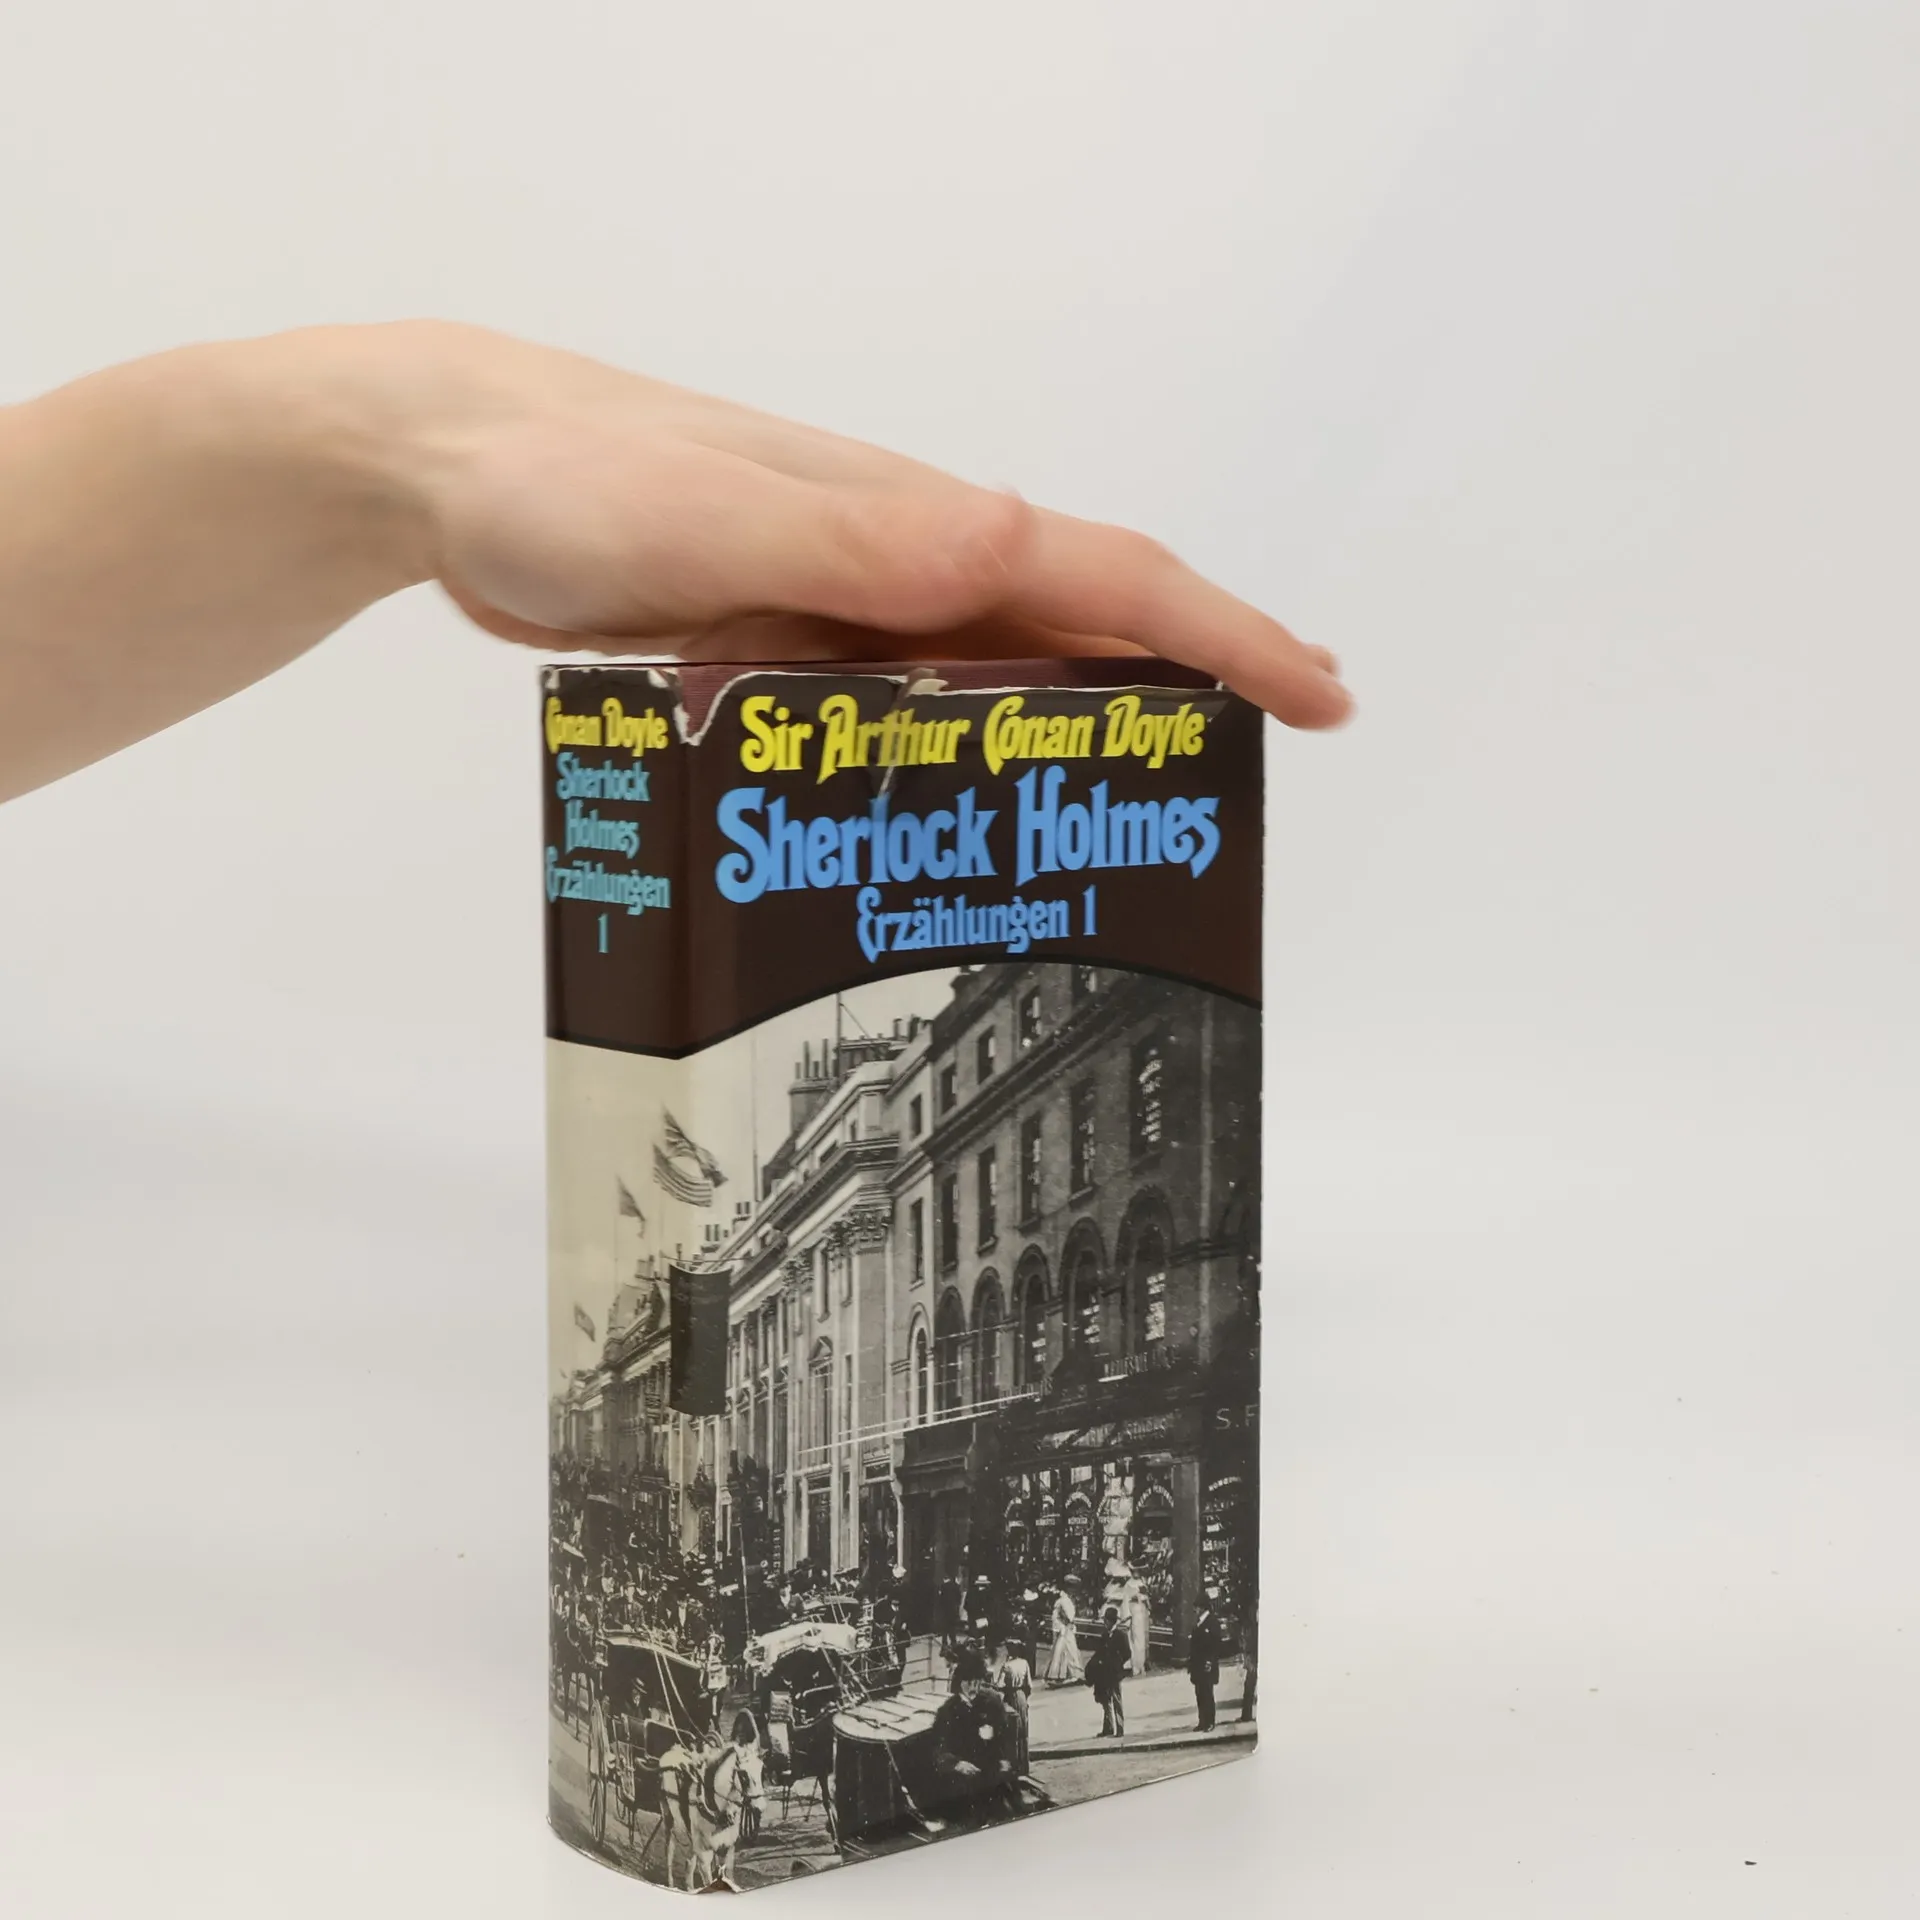 Conan Doyle
Sherlock
Holmes
Erzählungen
1
Sir Arthur Conan Doyle
Sherlock Holmes
Erzählungen 1
S. F